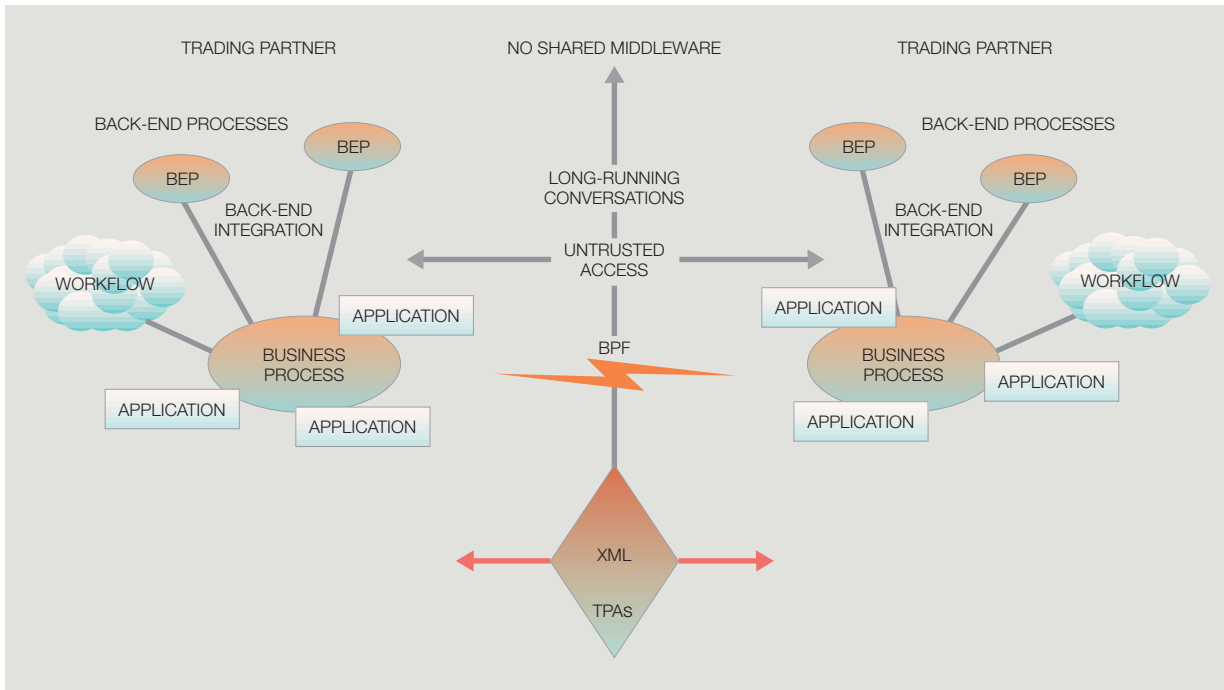 TRADING PARTNER
NO SHARED MIDDLEWARE
TRADING PARTNER
BACK-END PROCESSES
BEP
BEP
BACK-END
INTEGRATION
WORKFLOW
APPLICATION
BUSINESS
PROCESS
APPLICATION
APPLICATION
LONG-RUNNING
CONVERSATIONS
UNTRUSTED
ACCESS
BPF
XML
TPAs
BACK-END PROCESSES
BEP
BEP
BACK-END
INTEGRATION
WORKFLOW
APPLICATION
BUSINESS
PROCESS
APPLICATION
APPLICATION